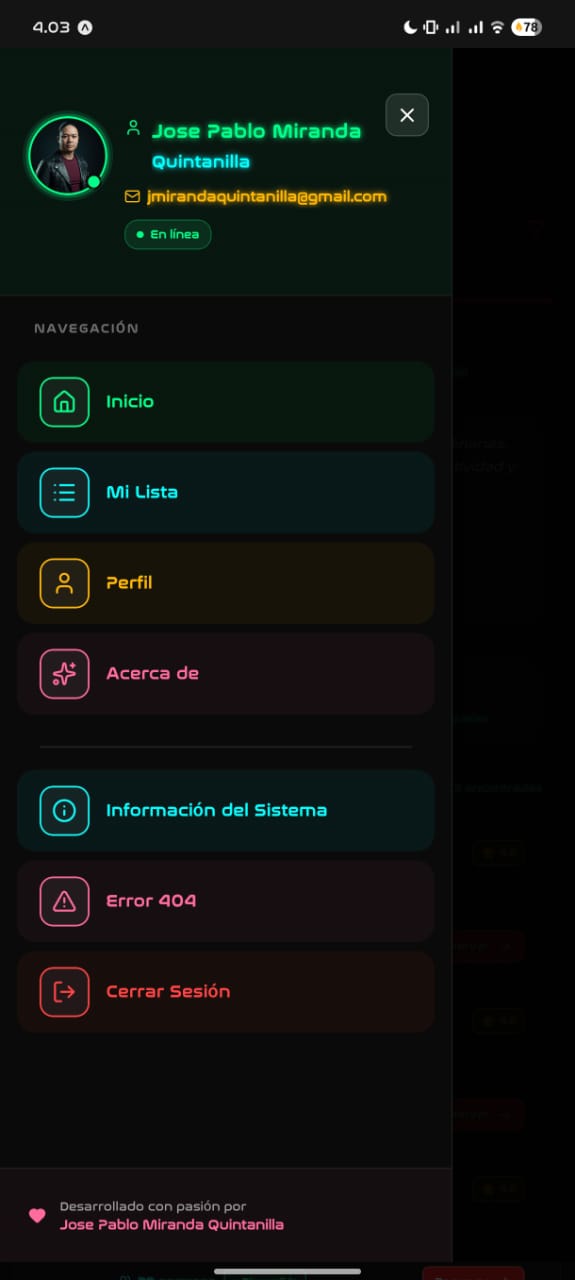 4.03
78
Jose Pablo Miranda
Quintanilla
jmirandaquintanilla@gmail.com
En línea
NAVEGACIÓN
Inicio
Mi Lista
Perfil
Acerca de
Información del Sistema
Error 404
Cerrar Sesión
Desarrollado con pasión por
Jose Pablo Miranda Quintanilla